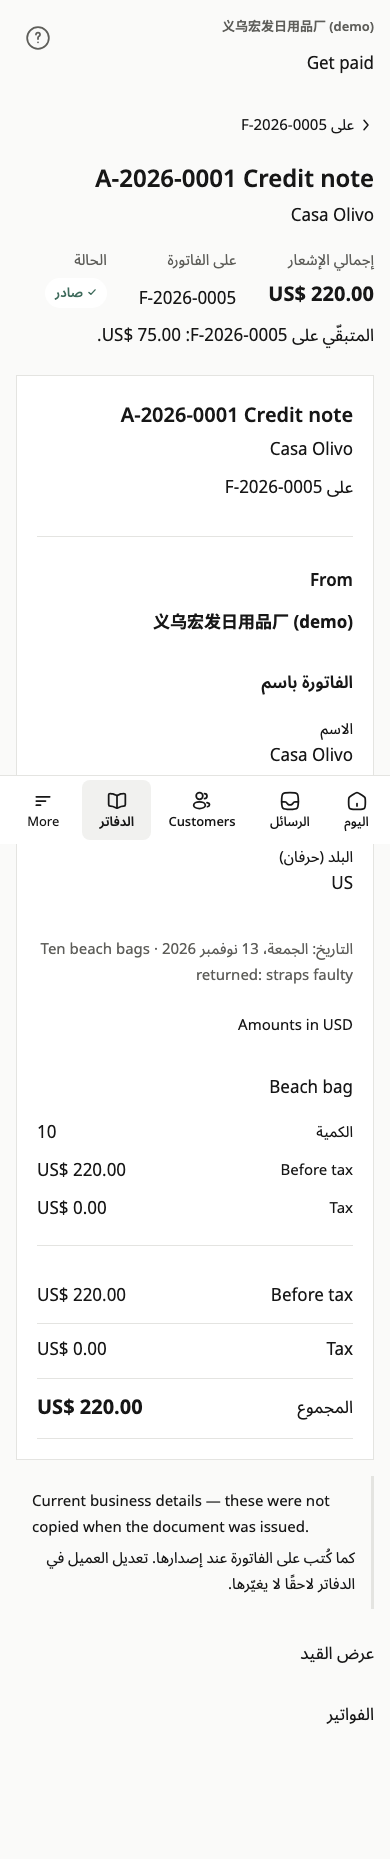 义乌宏发日用品厂 (demo)
Get paid
على F-2026-0005
A-2026-0001 Credit note
Casa Olivo
إجمالي الإشعار
US$ 220.00
على الفاتورة
F-2026-0005
الحالة
صادر
المتبقّي على F-2026-0005: US$ 75.00.
A-2026-0001 Credit note
Casa Olivo
على F-2026-0005
From
义乌宏发日用品厂 (demo)
الفاتورة باسم
الاسم
Casa Olivo
اليوم
الرسائل
Customers
الدفاتر
More
البلد (حرفان)
US
التاريخ: الجمعة، 13 نوفمبر 2026 · Ten beach bags
returned: straps faulty
Amounts in USD
Beach bag
الكمية 10
Before tax US$ 220.00
Tax US$ 0.00
Before tax US$ 220.00
Tax US$ 0.00
المجموع US$ 220.00
Current business details — these were not
copied when the document was issued.
كما كُتب على الفاتورة عند إصدارها. تعديل العميل في
الدفاتر لاحقًا لا يغيّرها.
عرض القيد
الفواتير